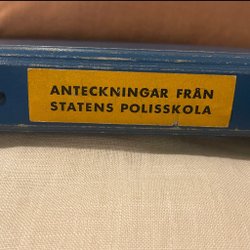 ANTECKNINGAR FRÅN
STATENS POLISSKOLA